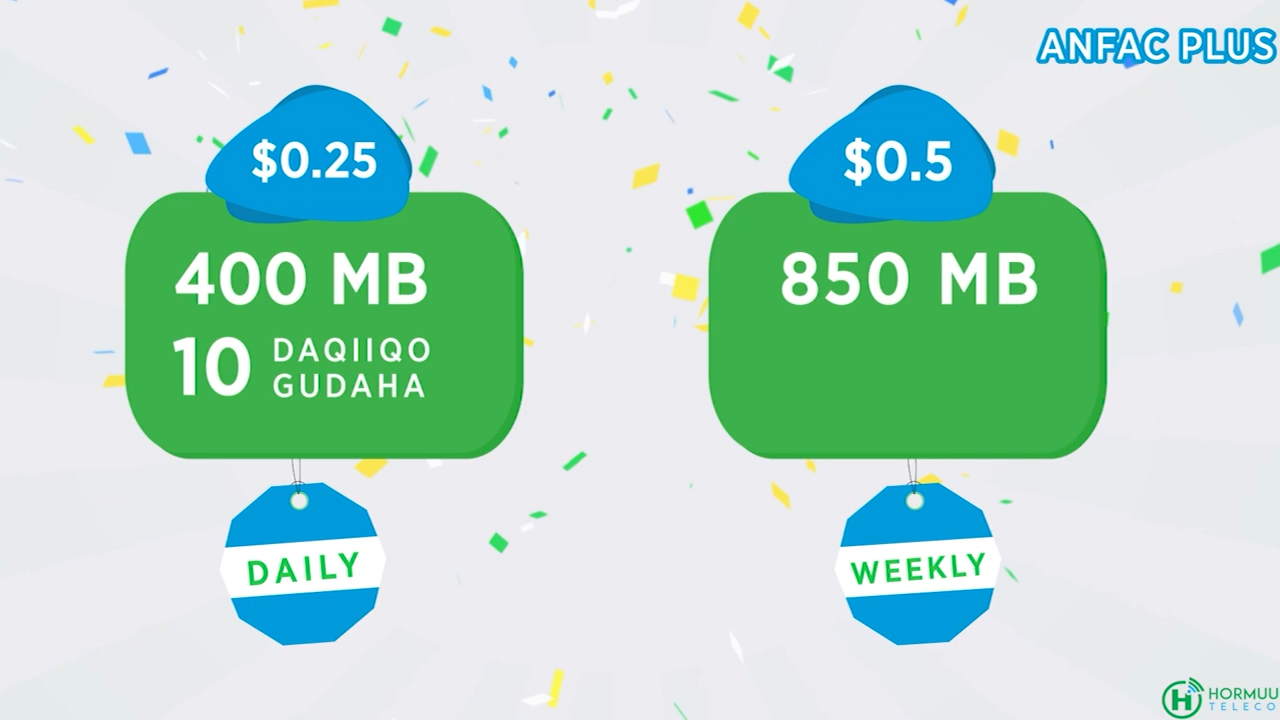 ANFAC PLUS
$0.25
400 MB
10 DAQIIQO
GUDAHA
DAILY
$0.5
850 MB
WEEKLY
HORMUU
TELECO